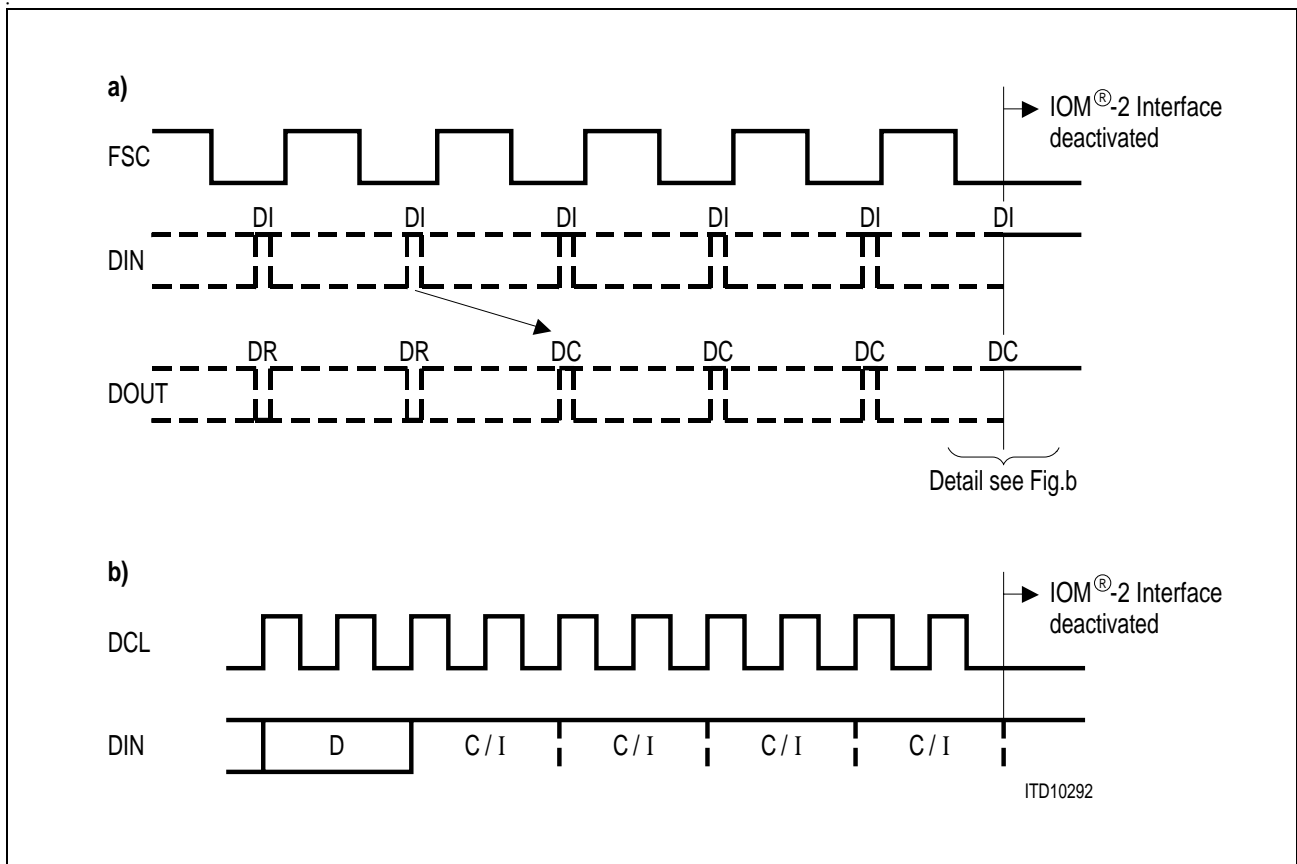 a)
IOM®-2 Interface
deactivated
FSC
DI DI DI DI DI DI
DIN
DR DR DC DC DC DC
DOUT
Detail see Fig.b
b)
IOM®-2 Interface
deactivated
DCL
DIN D C / I C / I C / I C / I
ITD10292